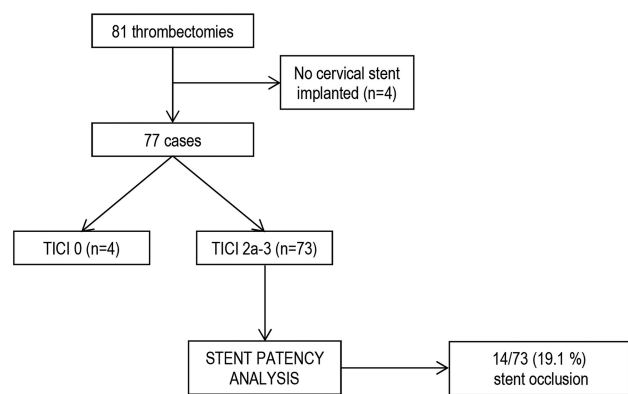 81 thrombectomies
No cervical stent
implanted (n=4)
77 cases
TICI 0 (n=4)
TICI 2a-3 (n=73)
STENT PATENCY
ANALYSIS
14/73 (19.1 %)
stent occlusion